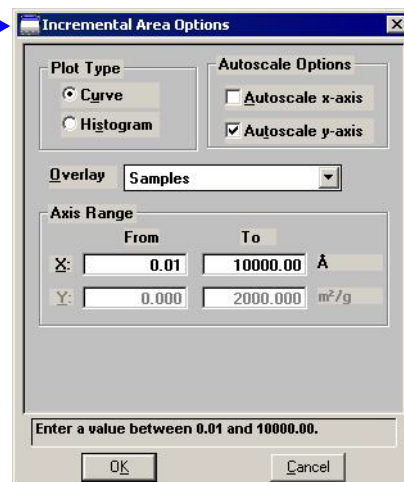 Incremental Area Options
Plot Type
Curve
Histogram
Autoscale Options
Autoscale x-axis
Autoscale y-axis
Overlay Samples
Axis Range
From To
X: 0.01 10000.00 Å
Y: 0.000 2000.000 m²/g
Enter a value between 0.01 and 10000.00.
OK Cancel